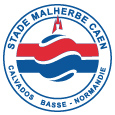 STADE MALHERBE CAEN
CALVADOS BASSE - NORMANDIE